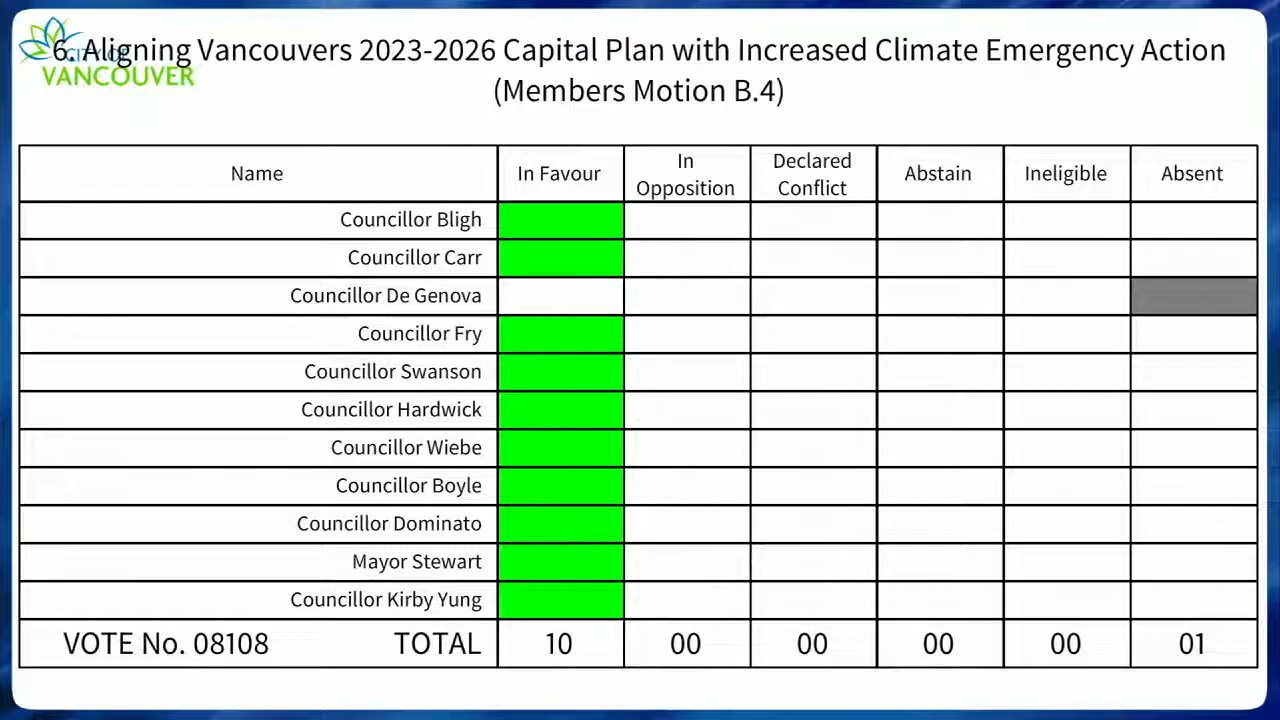 6. Aligning Vancouvers 2023-2026 Capital Plan with Increased Climate Emergency Action
(Members Motion B.4)
CITY OF
VANCOUVER
Name In Favour In Opposition Declared Conflict Abstain Ineligible Absent
Councillor Bligh
Councillor Carr
Councillor De Genova
Councillor Fry
Councillor Swanson
Councillor Hardwick
Councillor Wiebe
Councillor Boyle
Councillor Dominato
Mayor Stewart
Councillor Kirby Yung
VOTE No. 08108 TOTAL 10 00 00 00 00 01